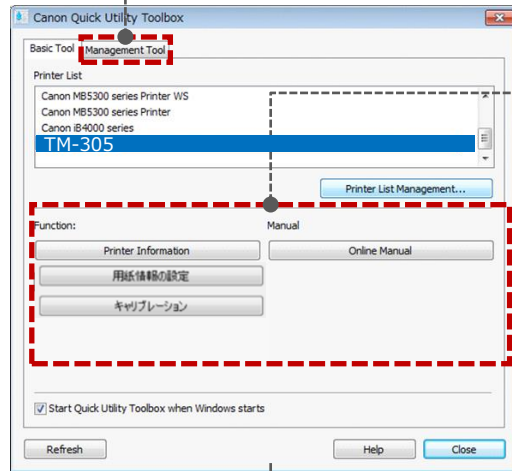 Canon Quick Utility Toolbox
Basic Tool Management Tool
Printer List
Canon MB5300 series Printer WS
Canon MB5300 series Printer
Canon iB4000 series
TM-305
Printer List Management...
Function: Manual
Printer Information Online Manual
用紙情報の設定
キャリブレーション
Start Quick Utility Toolbox when Windows starts
Refresh Help Close